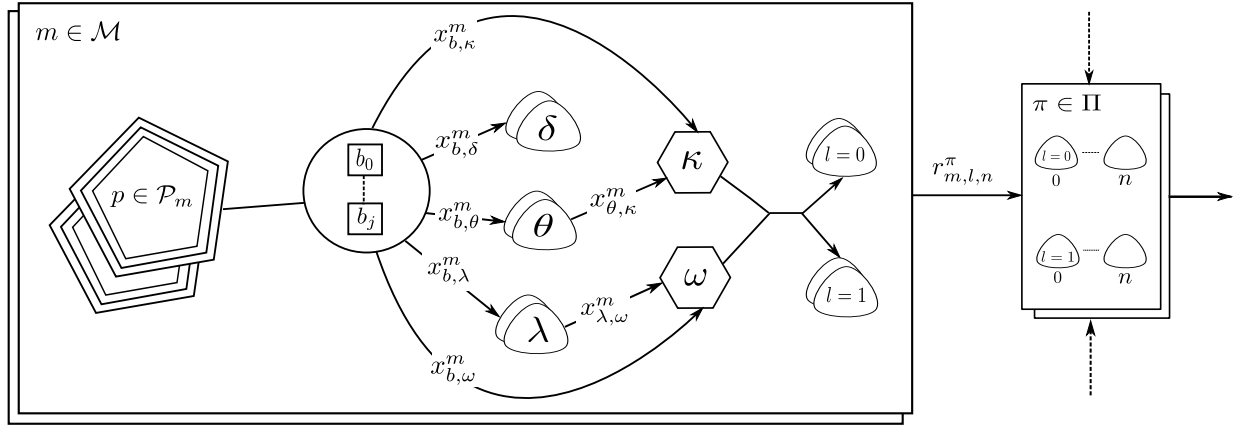 m ∈ ℳ
x^m_{b,κ}
p ∈ 𝒫_m
b_0
b_j
x^m_{b,δ}
δ
x^m_{b,θ}
θ
x^m_{θ,κ}
κ
x^m_{b,λ}
λ
x^m_{λ,ω}
ω
x^m_{b,ω}
l = 0
l = 1
r^π_{m,l,n}
π ∈ Π
l = 0
0 n
l = 1
0 n